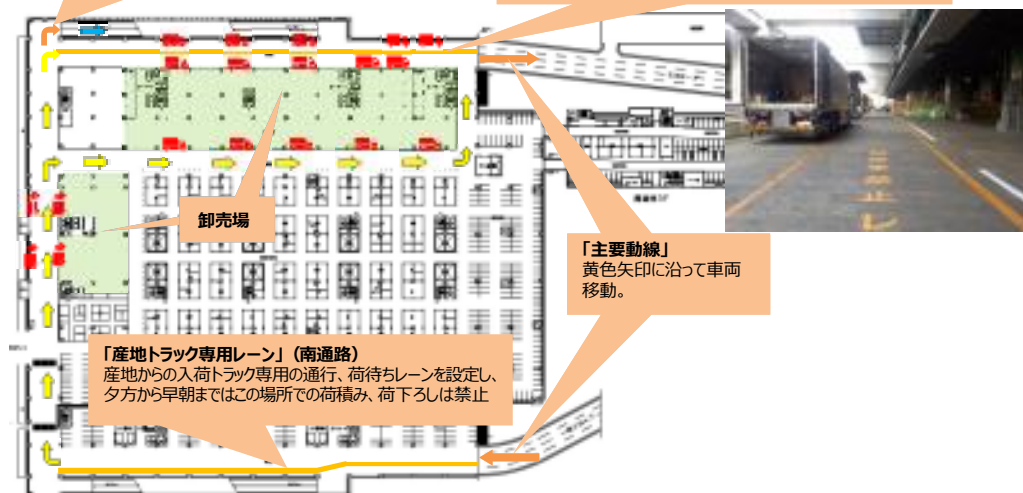 卸売場
「主要動線」
黄色矢印に沿って車両
移動。
「産地トラック専用レーン」（南通路）
産地からの入荷トラック専用の通行、荷待ちレーンを設定し、
夕方から早朝まではこの場所での荷積み、荷下ろしは禁止